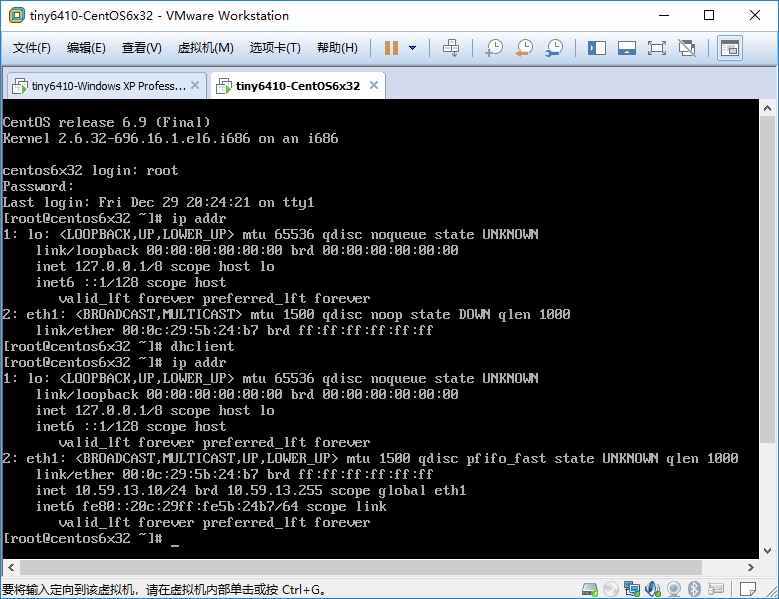 tiny6410-CentOS6x32 - VMware Workstation
文件(F) 编辑(E) 查看(V) 虚拟机(M) 选项卡(T) 帮助(H)
tiny6410-Windows XP Profess... tiny6410-CentOS6x32
CentOS release 6.9 (Final)
Kernel 2.6.32-696.16.1.el6.i686 on an i686
centos6x32 login: root
Password:
Last login: Fri Dec 29 20:24:21 on tty1
[root@centos6x32 ~]# ip addr
1: lo: <LOOPBACK,UP,LOWER_UP> mtu 65536 qdisc noqueue state UNKNOWN
    link/loopback 00:00:00:00:00:00 brd 00:00:00:00:00:00
    inet 127.0.0.1/8 scope host lo
    inet6 ::1/128 scope host
       valid_lft forever preferred_lft forever
2: eth1: <BROADCAST,MULTICAST> mtu 1500 qdisc noop state DOWN qlen 1000
    link/ether 00:0c:29:5b:24:b7 brd ff:ff:ff:ff:ff:ff
[root@centos6x32 ~]# dhclient
[root@centos6x32 ~]# ip addr
1: lo: <LOOPBACK,UP,LOWER_UP> mtu 65536 qdisc noqueue state UNKNOWN
    link/loopback 00:00:00:00:00:00 brd 00:00:00:00:00:00
    inet 127.0.0.1/8 scope host lo
    inet6 ::1/128 scope host
       valid_lft forever preferred_lft forever
2: eth1: <BROADCAST,MULTICAST,UP,LOWER_UP> mtu 1500 qdisc pfifo_fast state UNKNOWN qlen 1000
    link/ether 00:0c:29:5b:24:b7 brd ff:ff:ff:ff:ff:ff
    inet 10.59.13.10/24 brd 10.59.13.255 scope global eth1
    inet6 fe80::20c:29ff:fe5b:24b7/64 scope link
       valid_lft forever preferred_lft forever
[root@centos6x32 ~]# _
要将输入定向到该虚拟机，请在虚拟机内部单击或按 Ctrl+G。